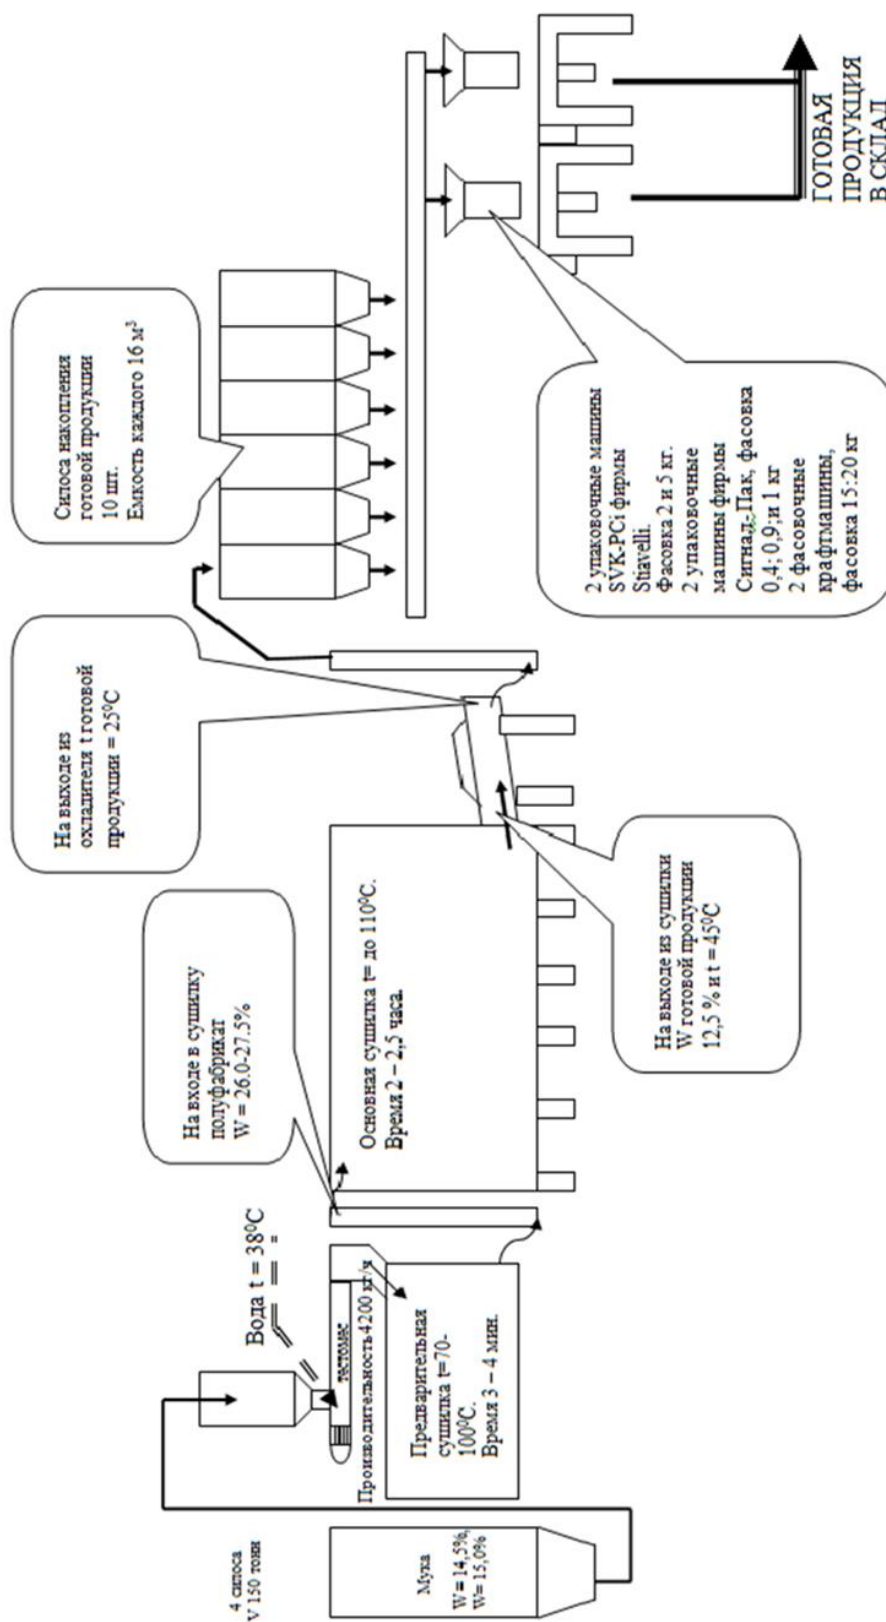 4 силоса
V 150 тонн
Мука
W = 14,5%,
W= 15,0%
Вода t = 38⁰C
тестомес
Производительность 4200 кг/ч
Предварительная
сушилка t=70-
100⁰C.
Время 3 – 4 мин.
На входе в сушилку
полуфабрикат
W = 26.0-27.5%
Основная сушилка t= до 110⁰C.
Время 2 – 2,5 часа.
На выходе из сушилки
W готовой продукции
12,5 % и t = 45⁰C
На выходе из
охладителя t готовой
продукции = 25⁰C
Силоса накопления
готовой продукции
10 шт.
Емкость каждого 16 м³
2 упаковочные машины
SVK-PCi фирмы
Stiavelli.
Фасовка 2 и 5 кг.
2 упаковочные
машины фирмы
Сигнал-Пак, фасовка
0,4; 0,9; и 1 кг
2 фасовочные
крафтмашины,
фасовка 15:20 кг
ГОТОВАЯ
ПРОДУКЦИЯ
В СКЛАД